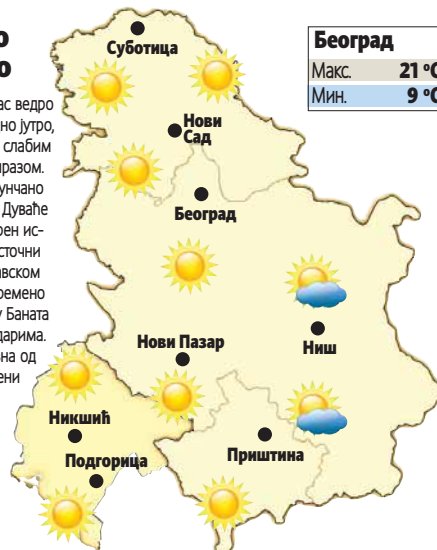 о
о
ас ведро
но јутро,
слабим
празом.
унчано
Дуваће
рен ис-
сточни
авском
ремено
у Баната
дарима.
на од
ени
Суботица
Нови
Сад
Београд
Нови Пазар
Ниш
Никшић
Подгорица
Приштина
Београд
Макс. 21 °C
Мин. 9 °C